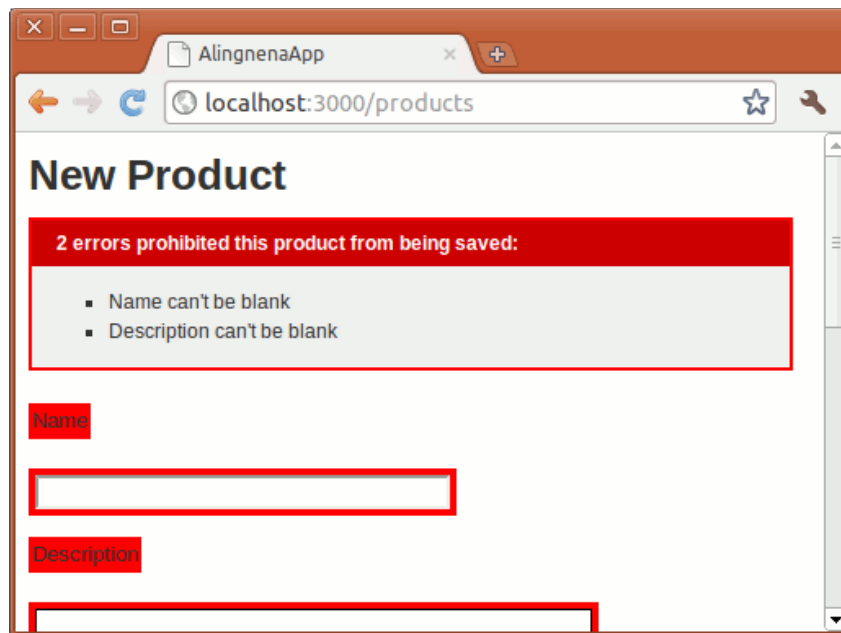 AlingnenaApp
localhost:3000/products
New Product
2 errors prohibited this product from being saved:
Name can't be blank
Description can't be blank
Name
Description